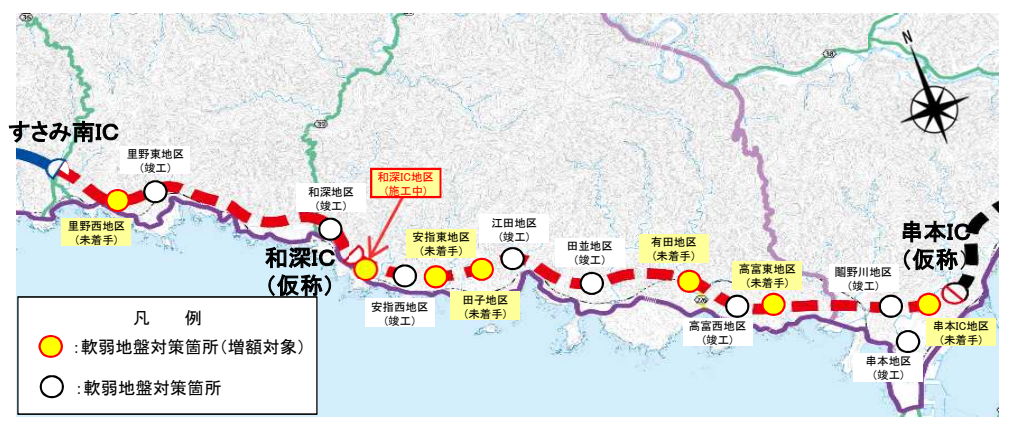 38
39
38
N
すさみ南IC
里野東地区
(竣工)
和深地区
(竣工)
和深IC地区
(施工中)
里野西地区
(未着手)
和深IC
(仮称)
安指東地区
(未着手)
江田地区
(竣工)
田並地区
(竣工)
有田地区
(未着手)
高富東地区
(未着手)
鬮野川地区
(竣工)
串本IC
(仮称)
安指西地区
(竣工)
田子地区
(未着手)
高富西地区
(竣工)
串本地区
(竣工)
串本IC地区
(未着手)
凡 例
:軟弱地盤対策箇所(増額対象)
:軟弱地盤対策箇所